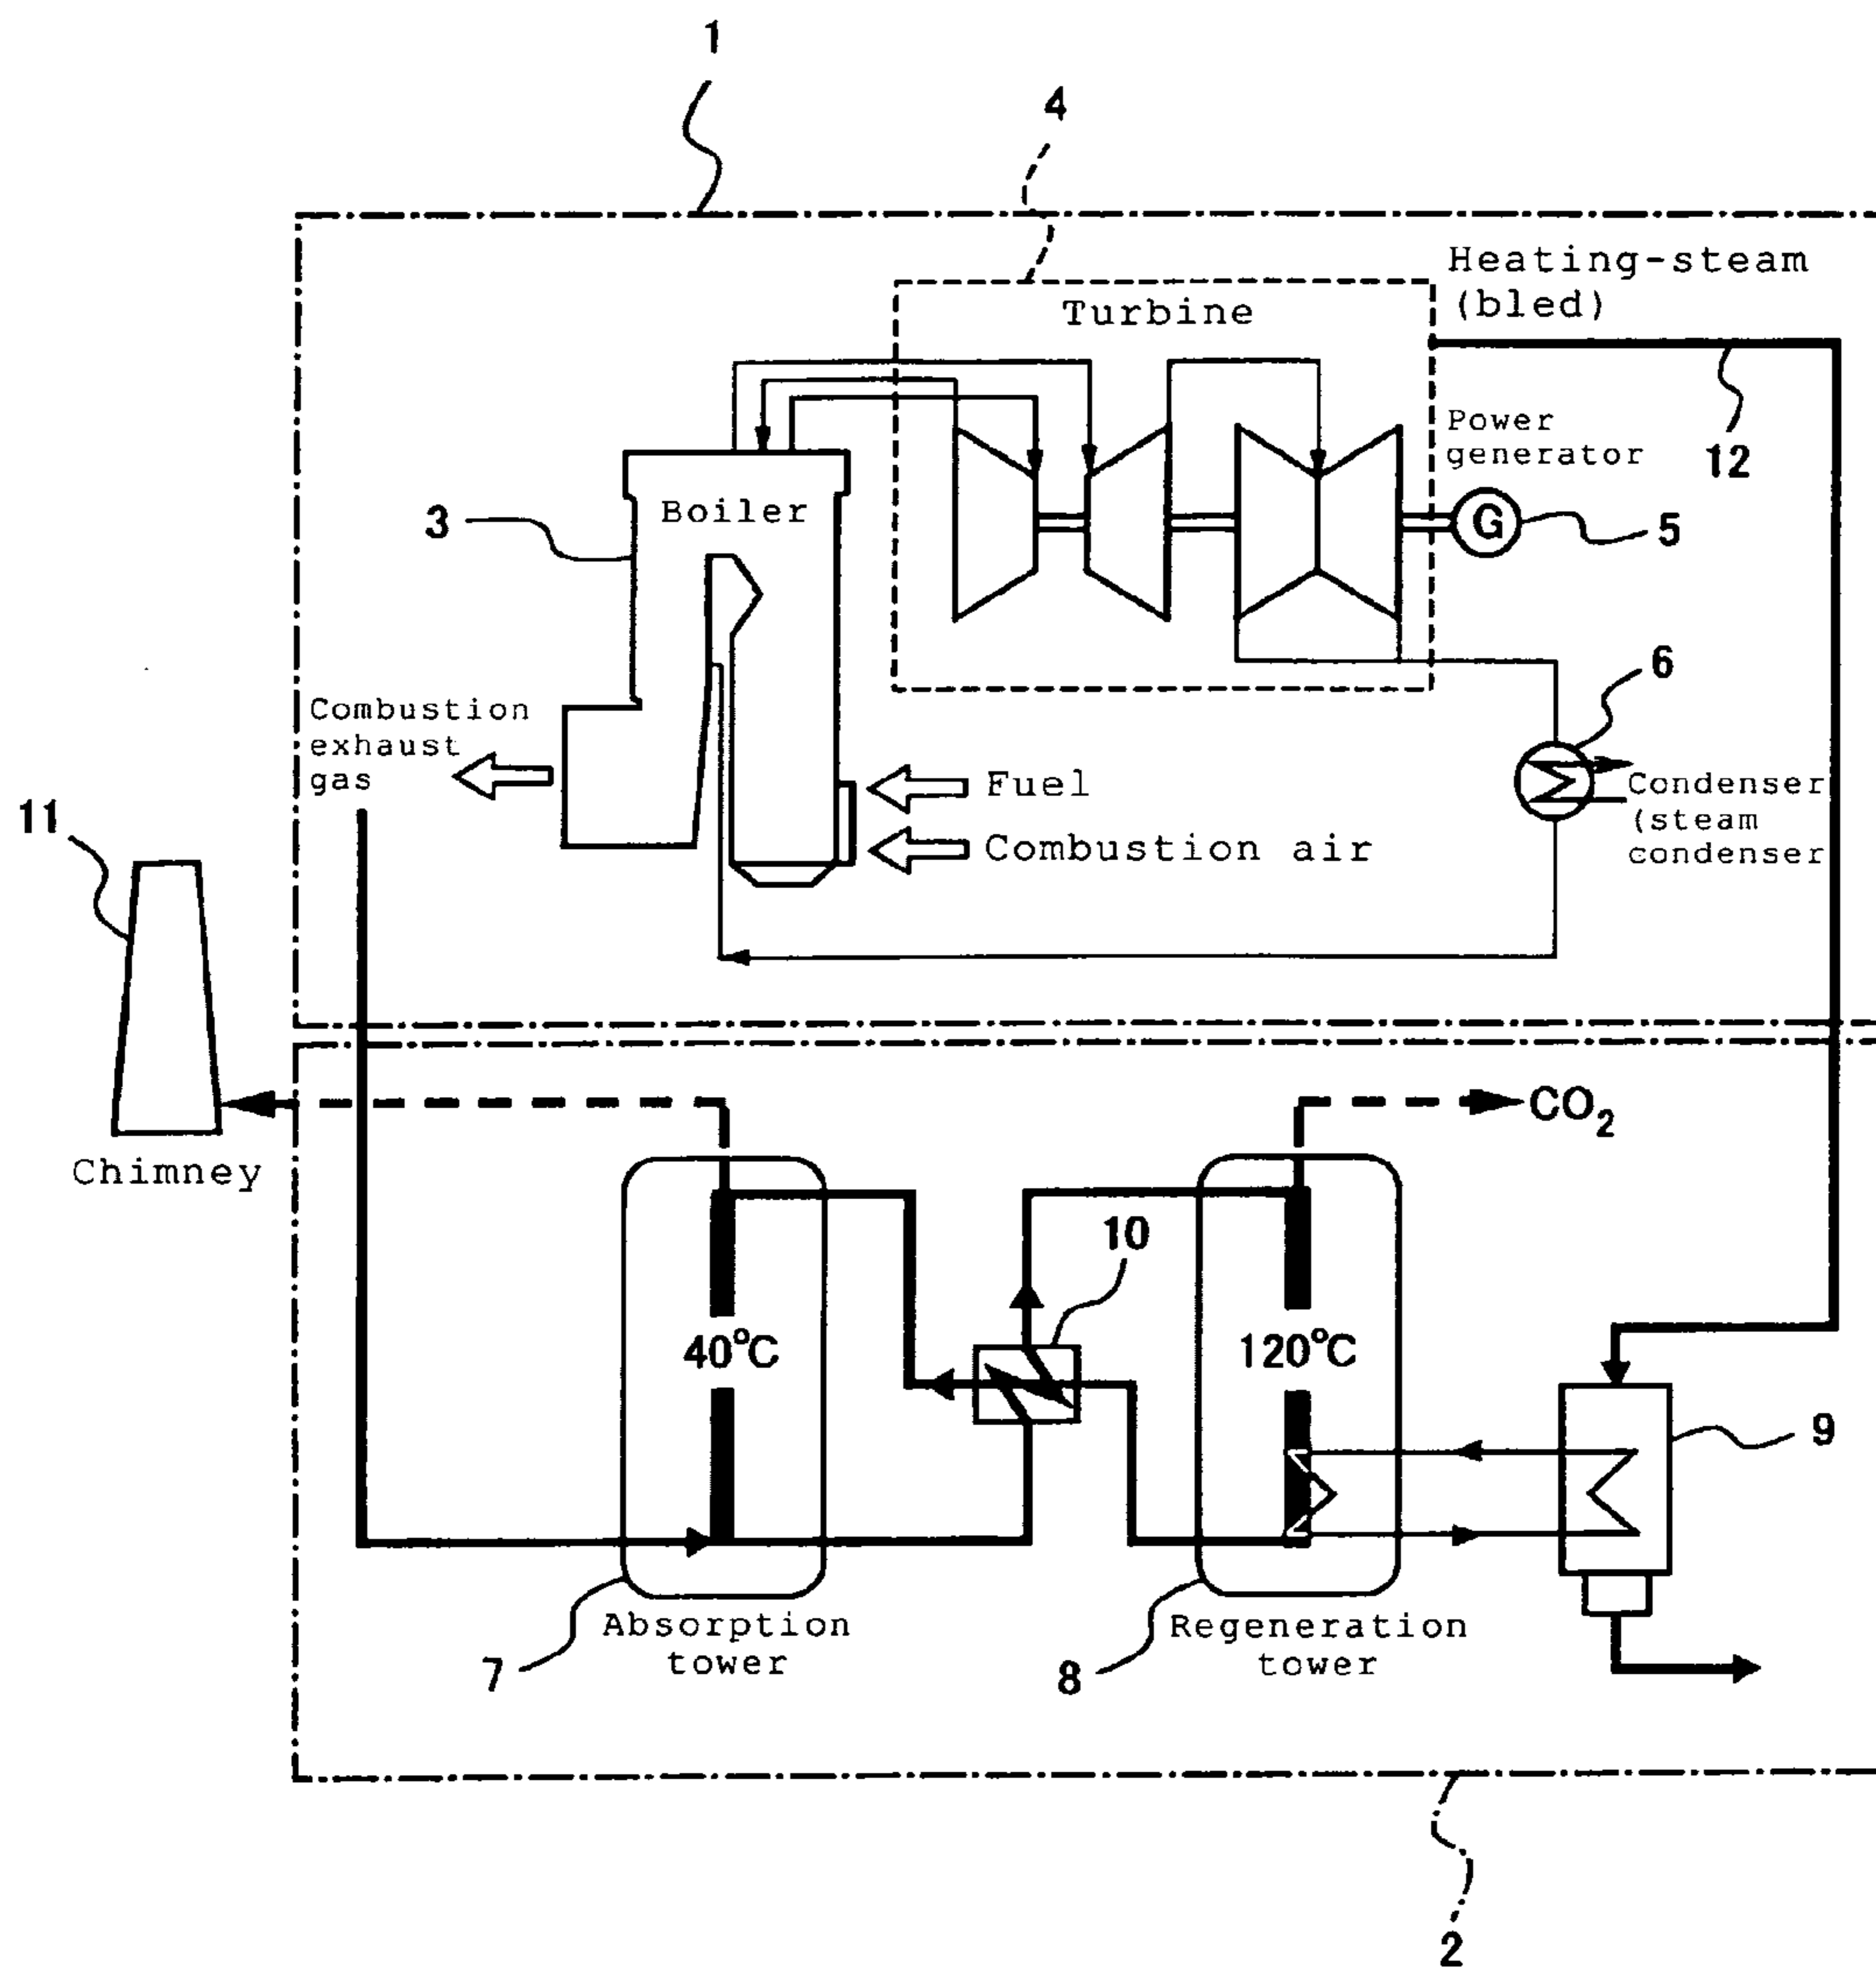 1
4
Heating-steam
(bled)
Turbine
Power
generator
12
Boiler
3
G
5
6
Combustion
exhaust
gas
Fuel
Condenser
(steam
condenser
Combustion air
11
CO2
Chimney
10
40°C
120°C
9
Absorption
tower
Regeneration
tower
7
8
2